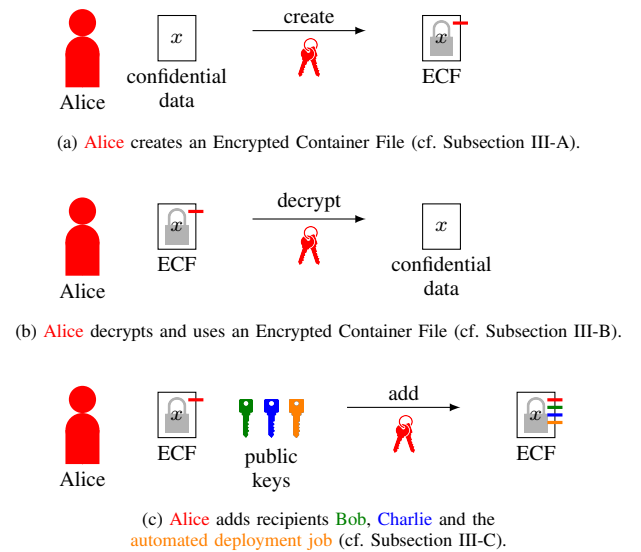 create
x
x
confidential
data
ECF
Alice
(a) Alice creates an Encrypted Container File (cf. Subsection III-A).
decrypt
x
x
ECF
confidential
data
Alice
(b) Alice decrypts and uses an Encrypted Container File (cf. Subsection III-B).
add
x
x
ECF
public
keys
ECF
Alice
(c) Alice adds recipients Bob, Charlie and the
automated deployment job (cf. Subsection III-C).